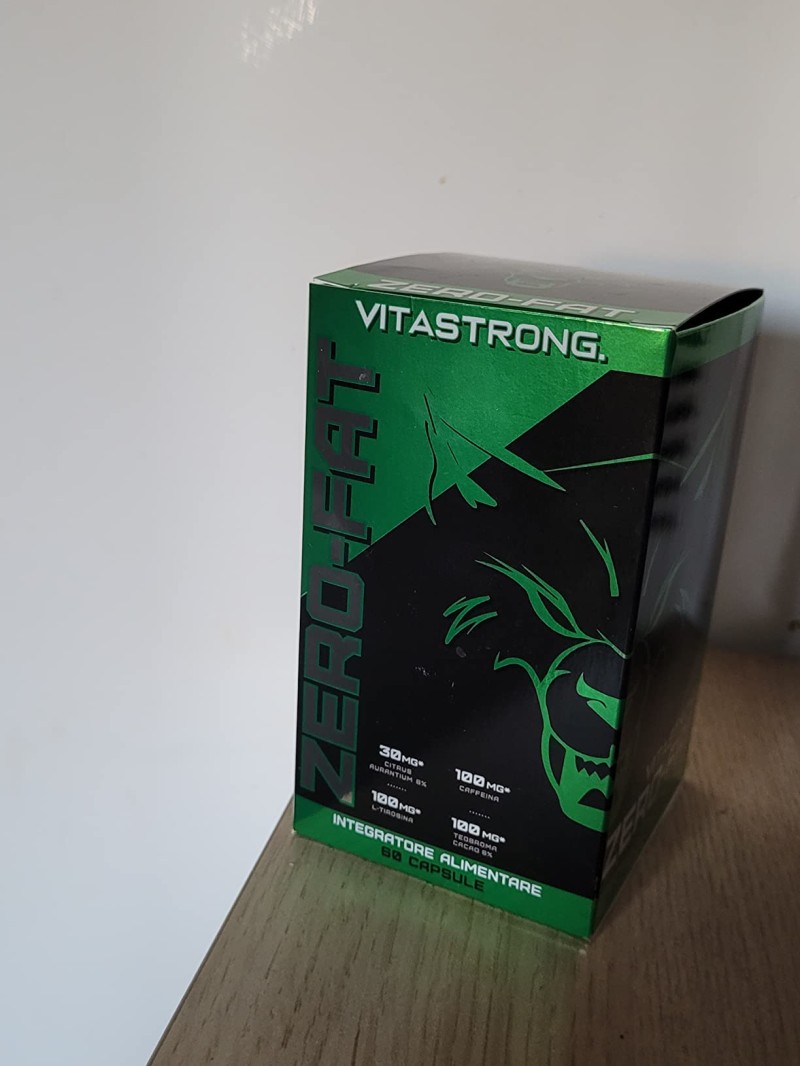 ZERO-FAT
VITASTRONG.
ZERO-FAT
30MG*
CITRUS
AURANTIUM 6%
100MG*
CAFFEINA
100MG*
L-TIROSINA
100MG*
TEOBROMA
CACAO 6%
INTEGRATORE ALIMENTARE
60 CAPSULE